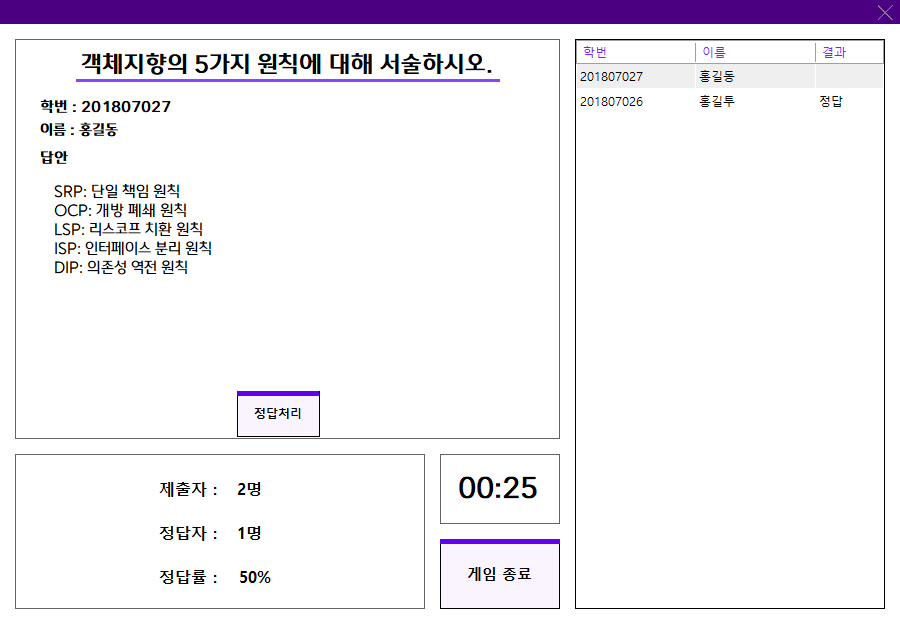 객체지향의 5가지 원칙에 대해 서술하시오.
학번 : 201807027
이름 : 홍길동
답안
SRP: 단일 책임 원칙
OCP: 개방 폐쇄 원칙
LSP: 리스코프 치환 원칙
ISP: 인터페이스 분리 원칙
DIP: 의존성 역전 원칙
정답처리
제출자 : 2명
정답자 : 1명
정답률 : 50%
00:25
게임 종료
학번 이름 결과
201807027 홍길동
201807026 홍길투 정답